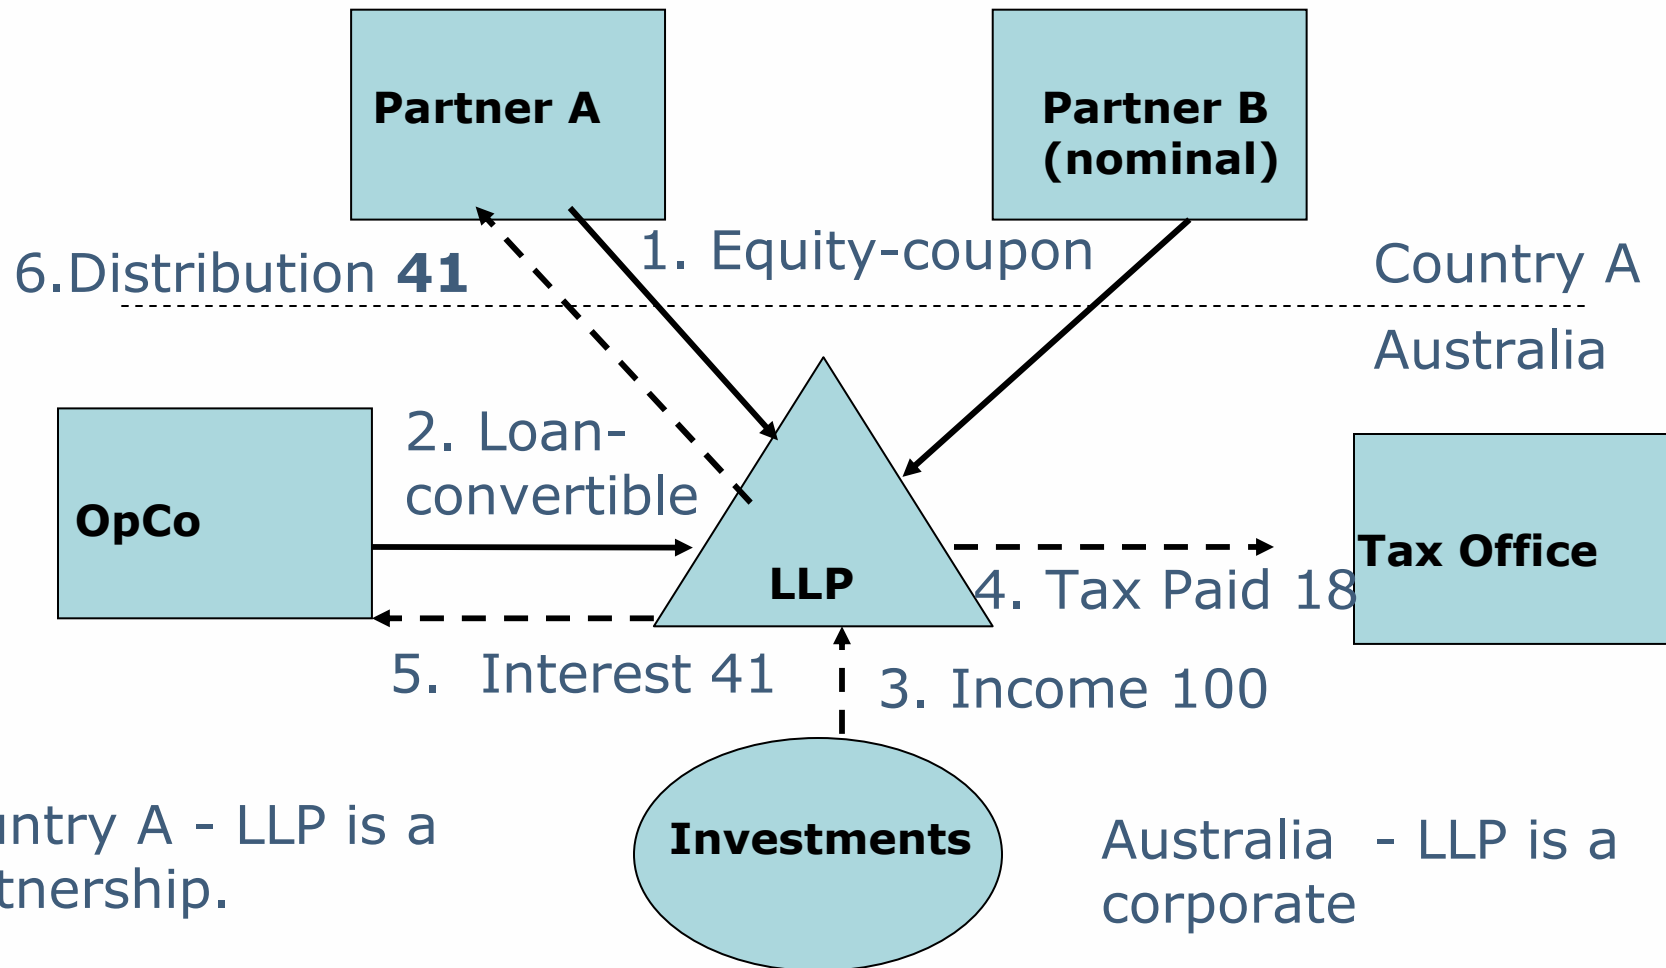 Partner A
Partner B
(nominal)
6.Distribution 41
1. Equity-coupon
Country A
Australia
2. Loan-
convertible
OpCo
LLP
Tax Office
4. Tax Paid 18
5. Interest 41
3. Income 100
untry A - LLP is a
tnership.
Investments
Australia - LLP is a
corporate